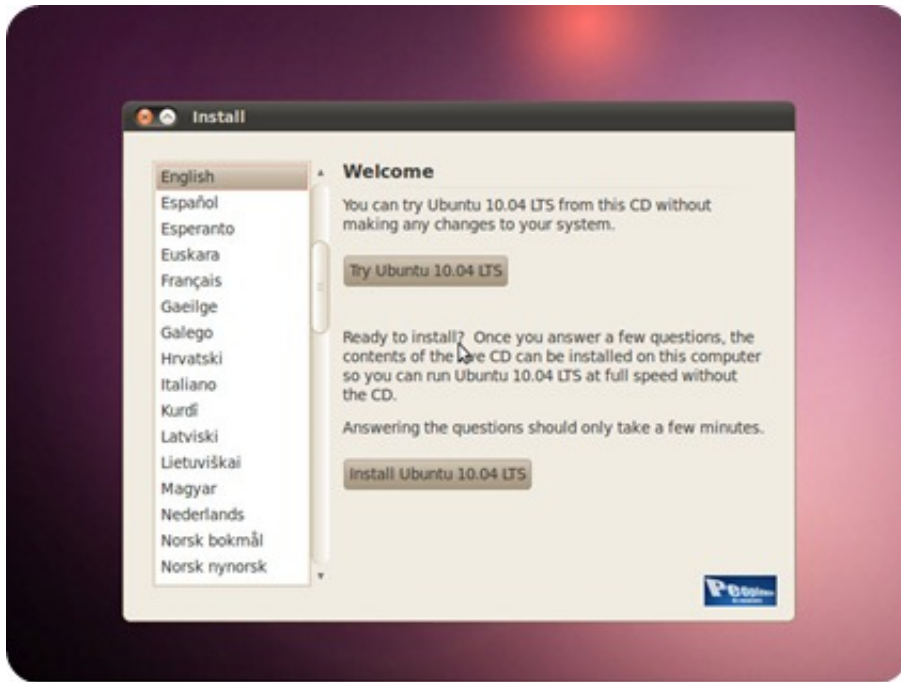 Install
English
Español
Esperanto
Euskara
Français
Gaeilge
Galego
Hrvatski
Italiano
Kurdî
Latviski
Lietuviškai
Magyar
Nederlands
Norsk bokmål
Norsk nynorsk
Welcome
You can try Ubuntu 10.04 LTS from this CD without
making any changes to your system.
Try Ubuntu 10.04 LTS
Ready to install? Once you answer a few questions, the
contents of the live CD can be installed on this computer
so you can run Ubuntu 10.04 LTS at full speed without
the CD.
Answering the questions should only take a few minutes.
Install Ubuntu 10.04 LTS